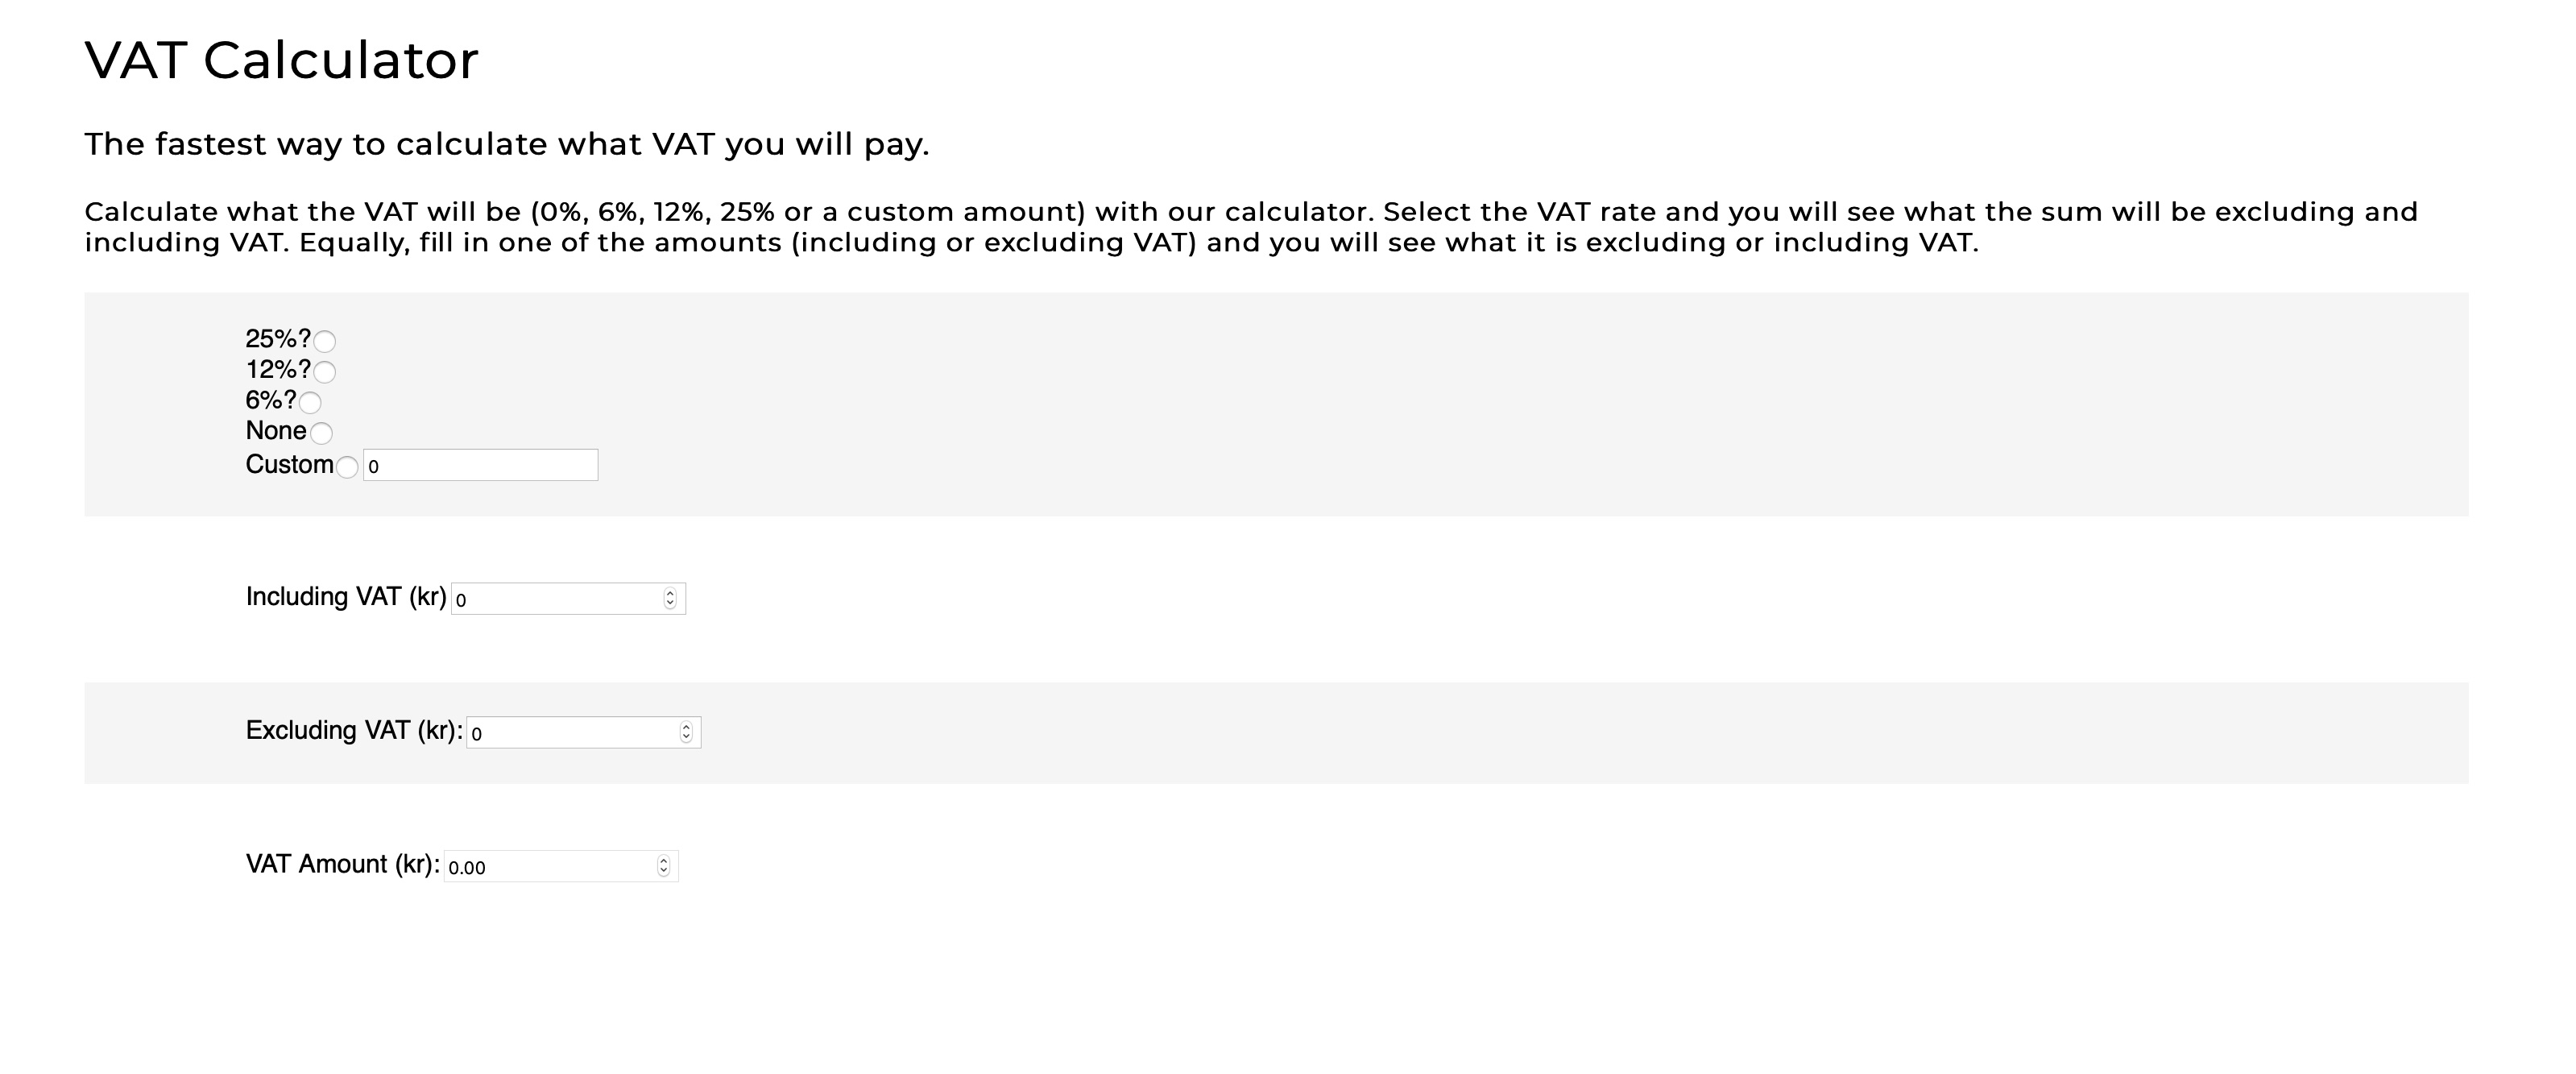 VAT Calculator
The fastest way to calculate what VAT you will pay.
Calculate what the VAT will be (0%, 6%, 12%, 25% or a custom amount) with our calculator. Select the VAT rate and you will see what the sum will be excluding and
including VAT. Equally, fill in one of the amounts (including or excluding VAT) and you will see what it is excluding or including VAT.
25%?
12%?
6%?
None
Custom 0
Including VAT (kr) 0
Excluding VAT (kr): 0
VAT Amount (kr): 0.00